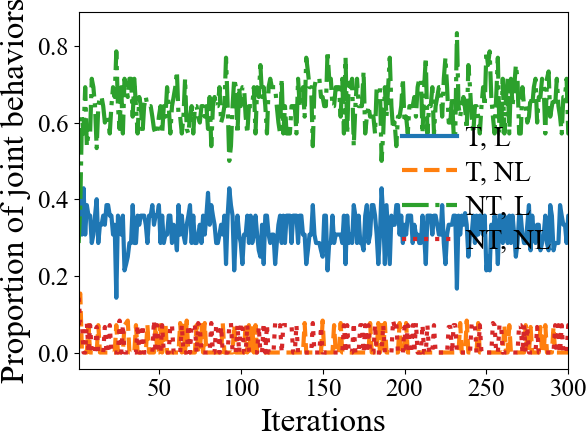 Proportion of joint behaviors
0.8
0.6
0.4
0.2
0.0
T, L
T, NL
NT, L
NT, NL
50
100
150
200
250
300
Iterations